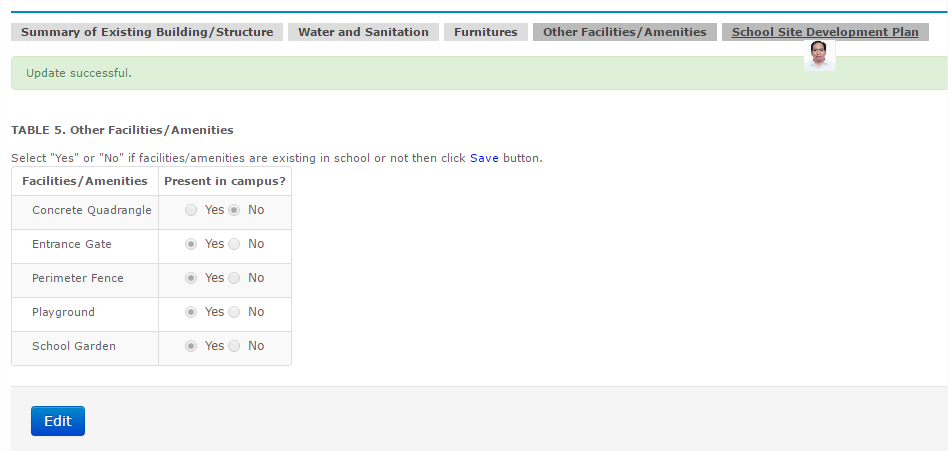 Summary of Existing Building/Structure Water and Sanitation Furnitures Other Facilities/Amenities School Site Development Plan
Update successful.
TABLE 5. Other Facilities/Amenities
Select "Yes" or "No" if facilities/amenities are existing in school or not then click Save button.
Facilities/Amenities Present in campus?
Concrete Quadrangle Yes No
Entrance Gate Yes No
Perimeter Fence Yes No
Playground Yes No
School Garden Yes No
Edit